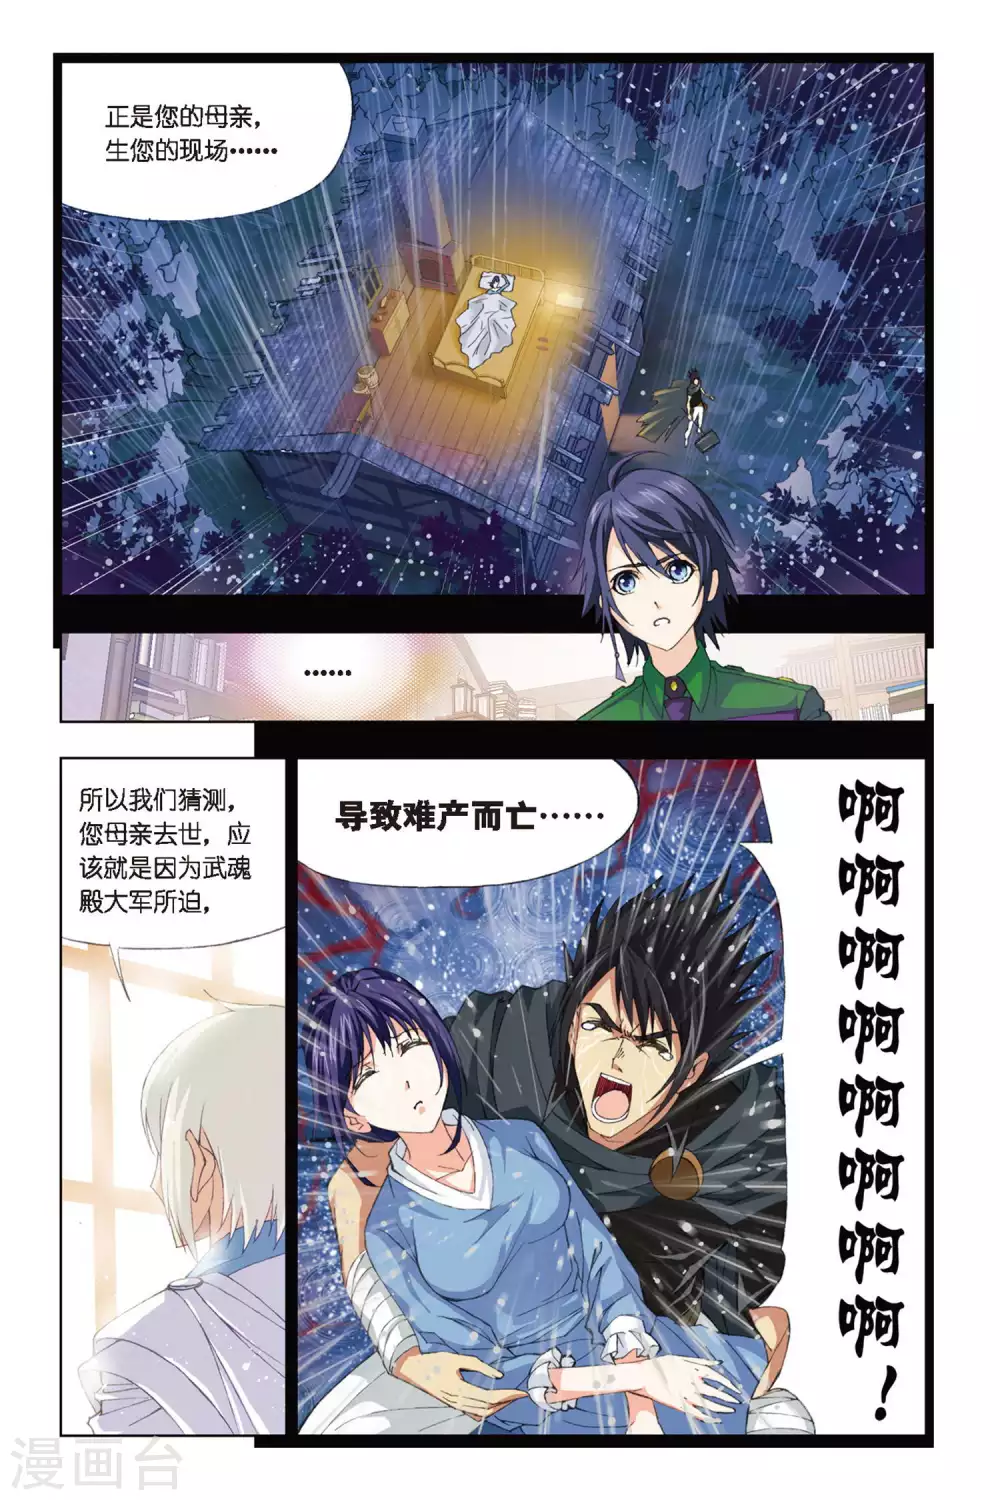 正是您的母亲，
生您的现场……
……
所以我们猜测，
您母亲去世，应
该就是因为武魂
殿大军所迫，
导致难产而亡……
啊啊啊啊啊啊啊啊！
漫画台